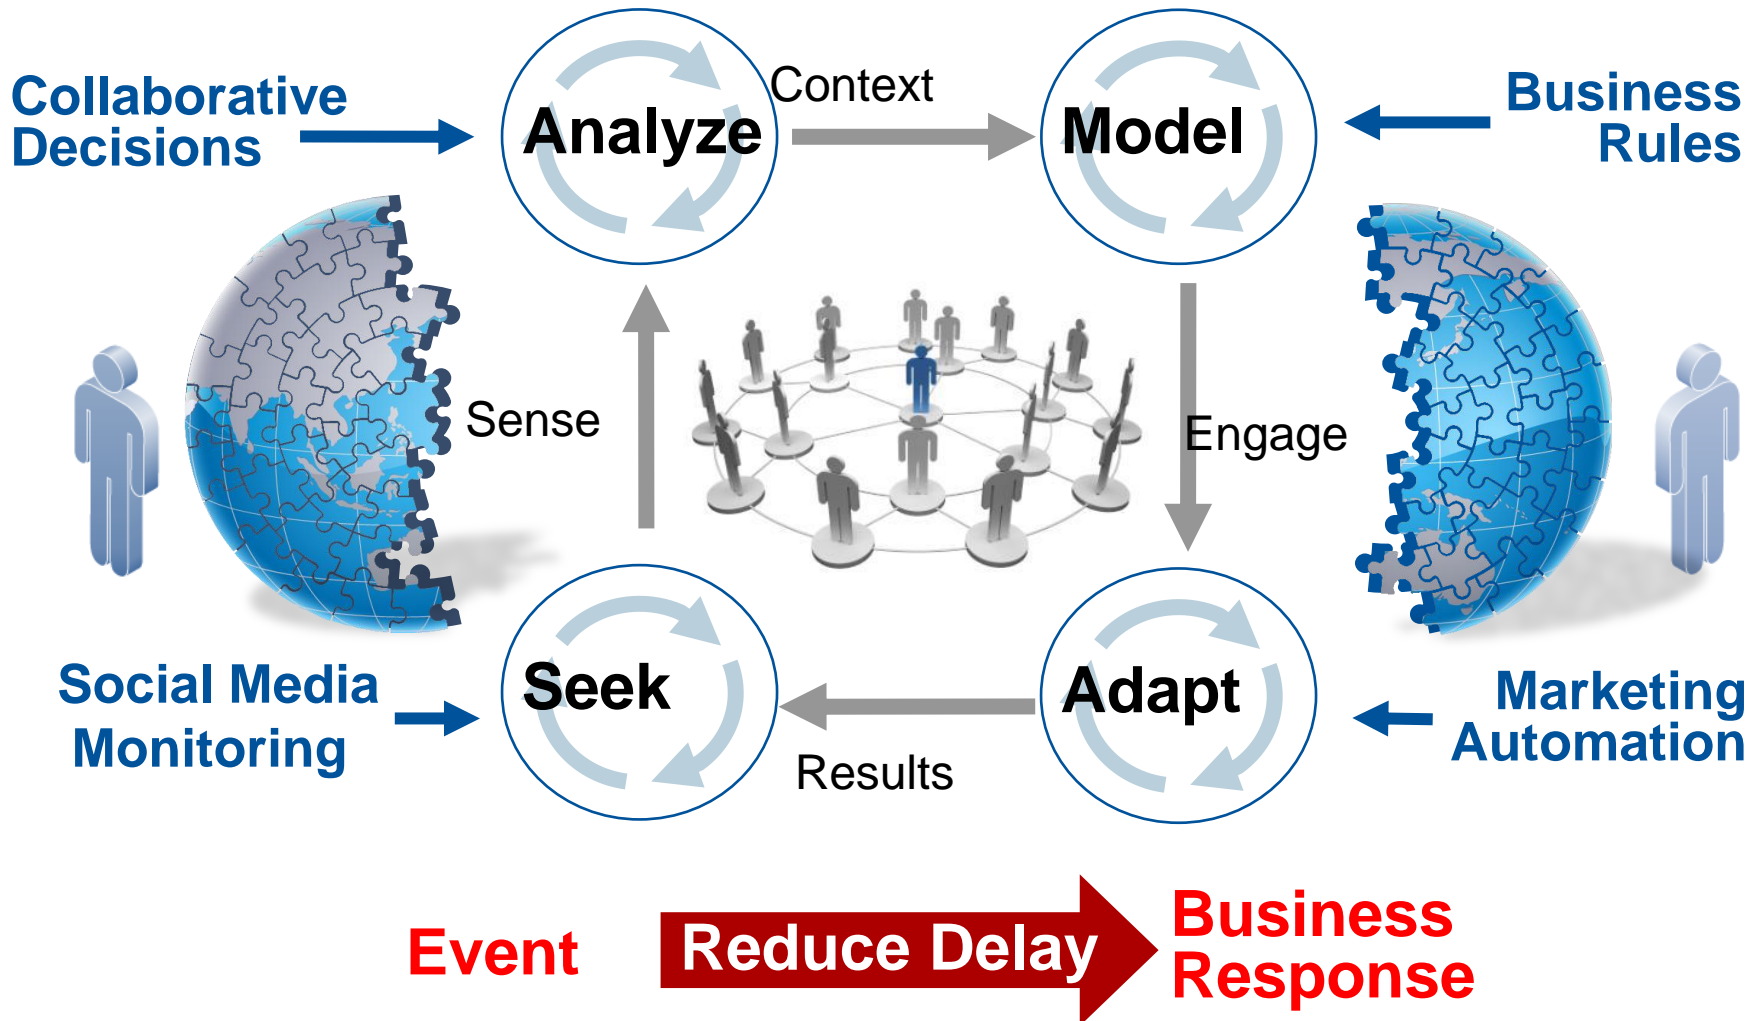 Collaborative
Decisions
Analyze
Context
Model
Business
Rules
Sense
Engage
Social Media
Monitoring
Seek
Results
Adapt
Marketing
Automation
Event
Reduce Delay
Business
Response